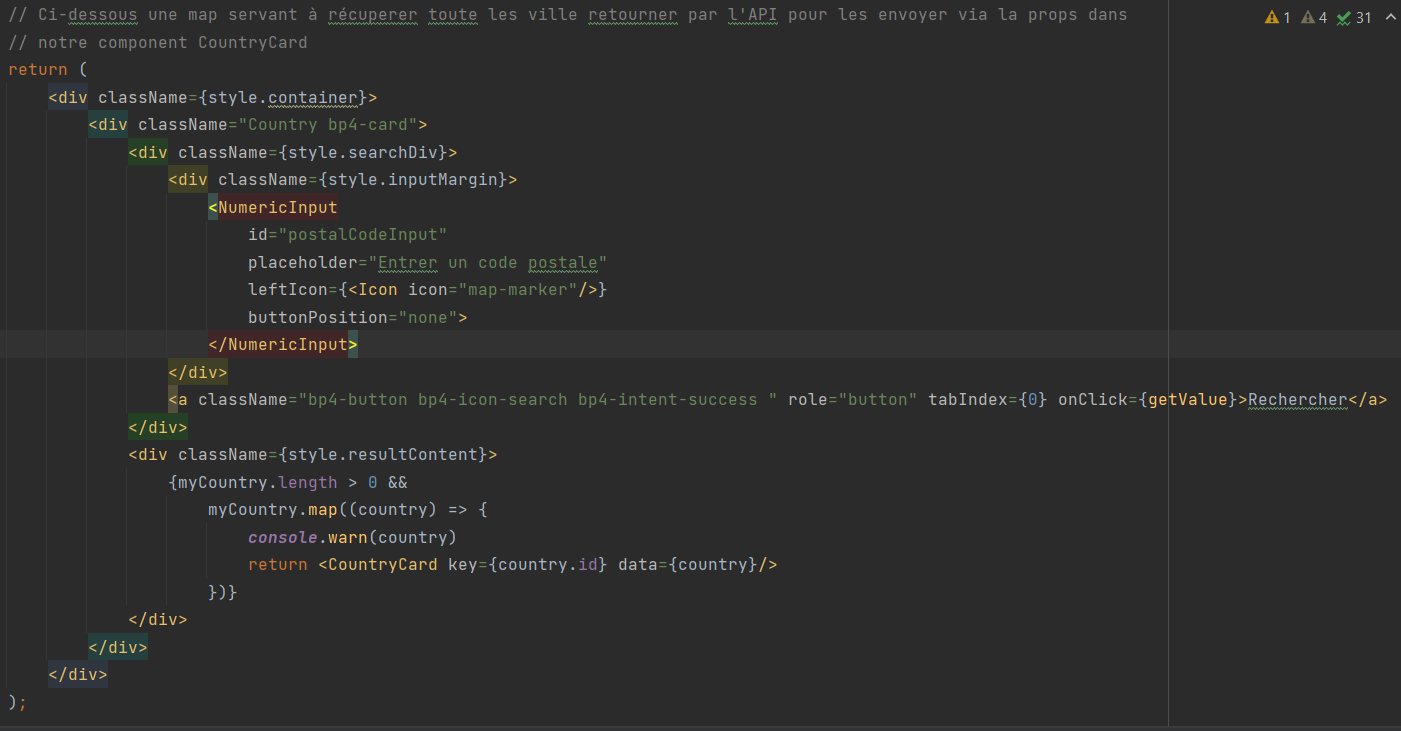 // Ci-dessous une map servant à récuperer toute les ville retourner par l'API pour les envoyer via la props dans
1 4 31
// notre component CountryCard
return (
<div className={style.container}>
<div className="Country bp4-card">
<div className={style.searchDiv}>
<div className={style.inputMargin}>
<NumericInput
id="postalCodeInput"
placeholder="Entrer un code postale"
leftIcon={<Icon icon="map-marker"/>}
buttonPosition="none">
</NumericInput>
</div>
<a className="bp4-button bp4-icon-search bp4-intent-success " role="button" tabIndex={0} onClick={getValue}>Rechercher</a>
</div>
<div className={style.resultContent}>
{myCountry.length > 0 &&
myCountry.map((country) => {
console.warn(country)
return <CountryCard key={country.id} data={country}/>
})}
</div>
</div>
</div>
);